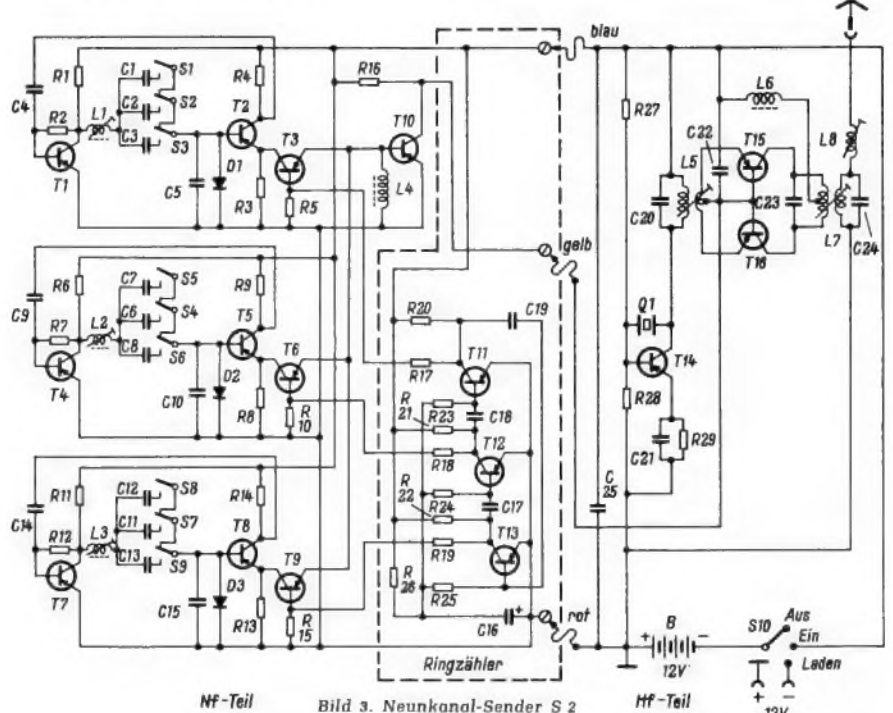 blau
R1
C1
S1
R4
R16
C4
R2
L1
C2
S2
T2
T10
R27
L6
C3
S3
T3
C22
T15
L8
T1
D1
L5
C5
R3
R5
L4
C20
C23
L7
C24
T16
gelb
R6
C7
S5
R9
C9
R7
L2
C6
S4
T5
R20
C19
Q1
C8
S6
T6
R17
T11
T14
T4
D2
R
21
R23
C18
R28
C10
R8
R
10
R18
T12
C21
R29
R11
C12
S8
R14
R
22
R24
C17
C
25
C14
R12
L3
C11
S7
T8
T13
C13
S9
T9
R19
T7
D3
R
26
R25
C15
R13
R
15
C16
+
rot
+
B
-
S10
Aus
Ein
12V
Laden
Ringzähler
+
-
12V
Nf-Teil
Bild 3. Neunkanal-Sender S 2
Hf-Teil